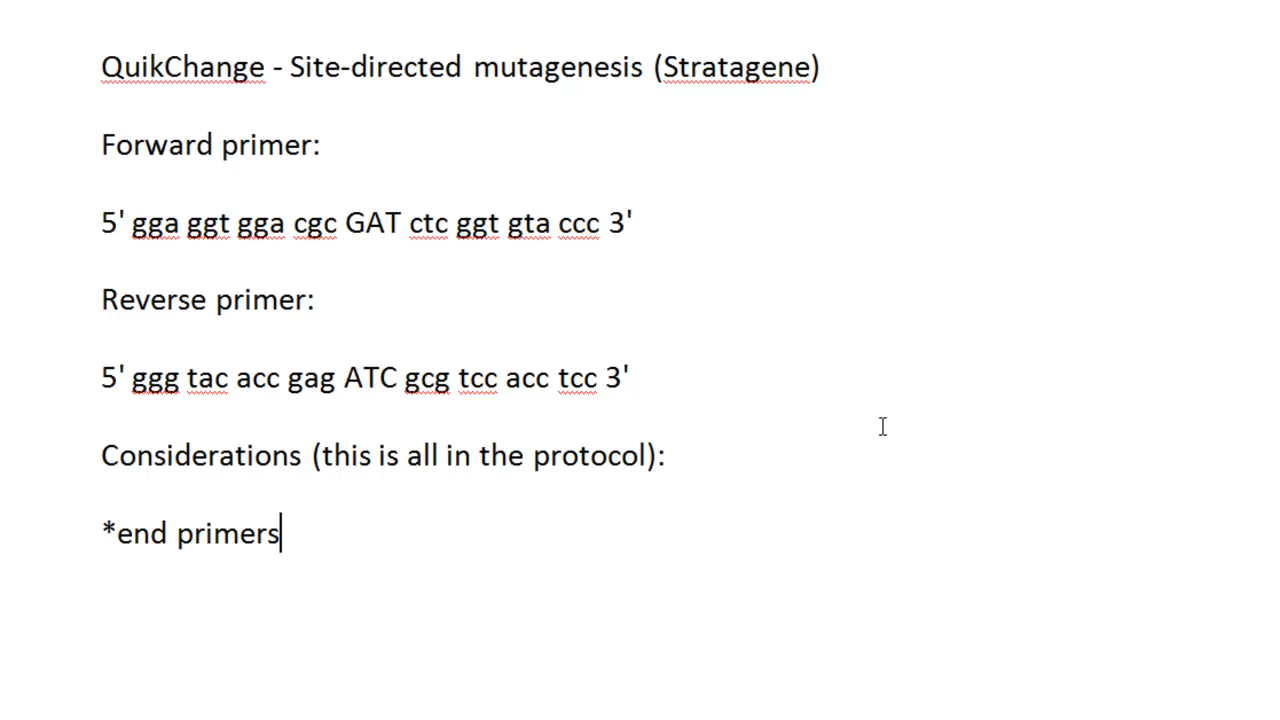 QuikChange - Site-directed mutagenesis (Stratagene)
Forward primer:
5' gga ggt gga cgc GAT ctc ggt gta ccc 3'
Reverse primer:
5' ggg tac acc gag ATC gcg tcc acc tcc 3'
Considerations (this is all in the protocol):
*end primers